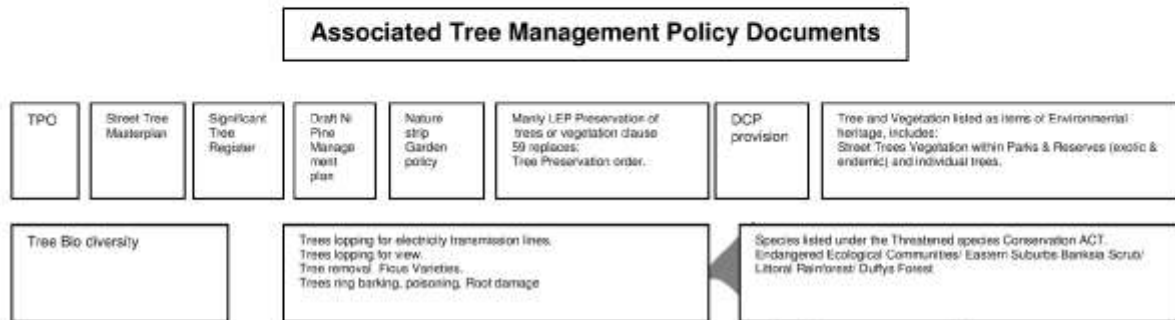 Associated Tree Management Policy Documents
TPO
Street Tree
Masterplan
Significant
Tree
Register
Draft NI
Pine
Manage
ment
plan
Nature
strip
Garden
policy
Manly LEP Preservation of
trees or vegetation clause
59 replaces:
Tree Preservation order.
DCP
provision
Tree and Vegetation listed as items of Environmental
heritage, includes:
Street Trees Vegetation within Parks & Reserves (exotic &
endemic) and individual trees.
Tree Bio diversity
Trees lopping for electricity transmission lines.
Trees lopping for view.
Tree removal. Ficus Varieties.
Trees ring barking, poisoning, Root damage
Species listed under the Threatened species Conservation ACT.
Endangered Ecological Communities/ Eastern Suburbs Banksia Scrub/
Littoral Rainforest/ Duffys Forest